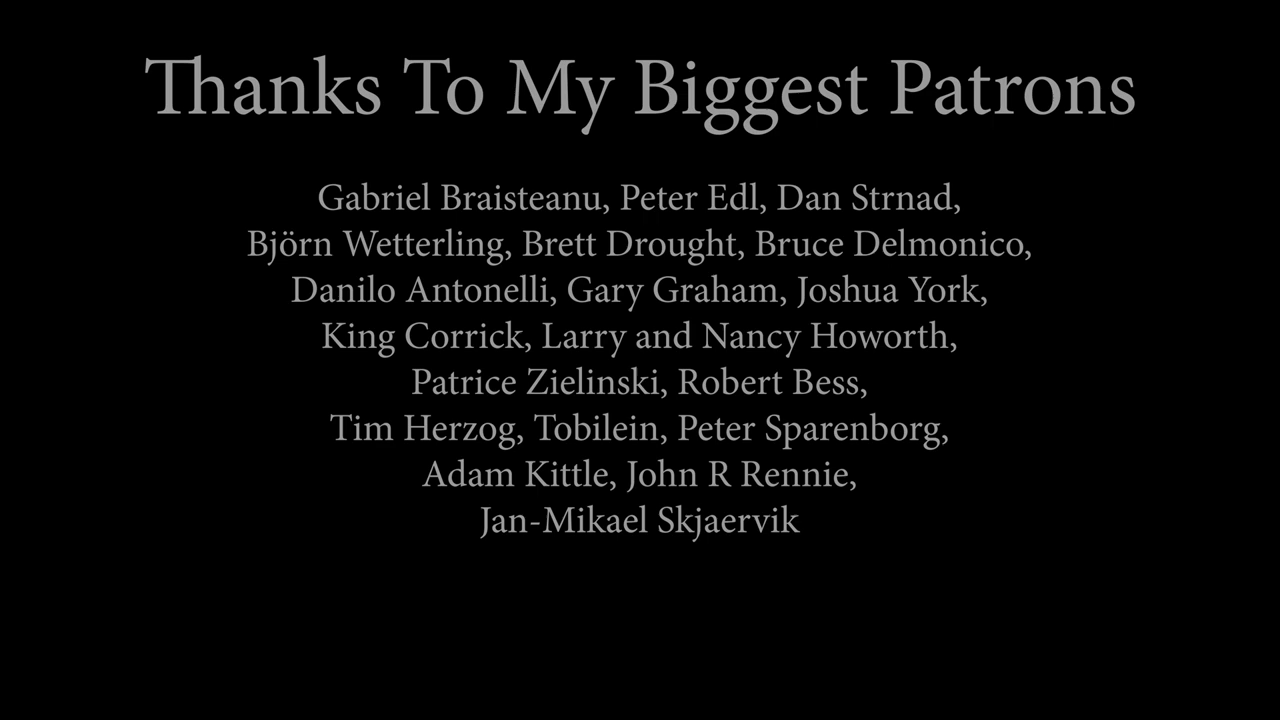 Thanks To My Biggest Patrons
Gabriel Braisteanu, Peter Edl, Dan Strnad,
Björn Wetterling, Brett Drought, Bruce Delmonico,
Danilo Antonelli, Gary Graham, Joshua York,
King Corrick, Larry and Nancy Howorth,
Patrice Zielinski, Robert Bess,
Tim Herzog, Tobilein, Peter Sparenborg,
Adam Kittle, John R Rennie,
Jan-Mikael Skjaervik